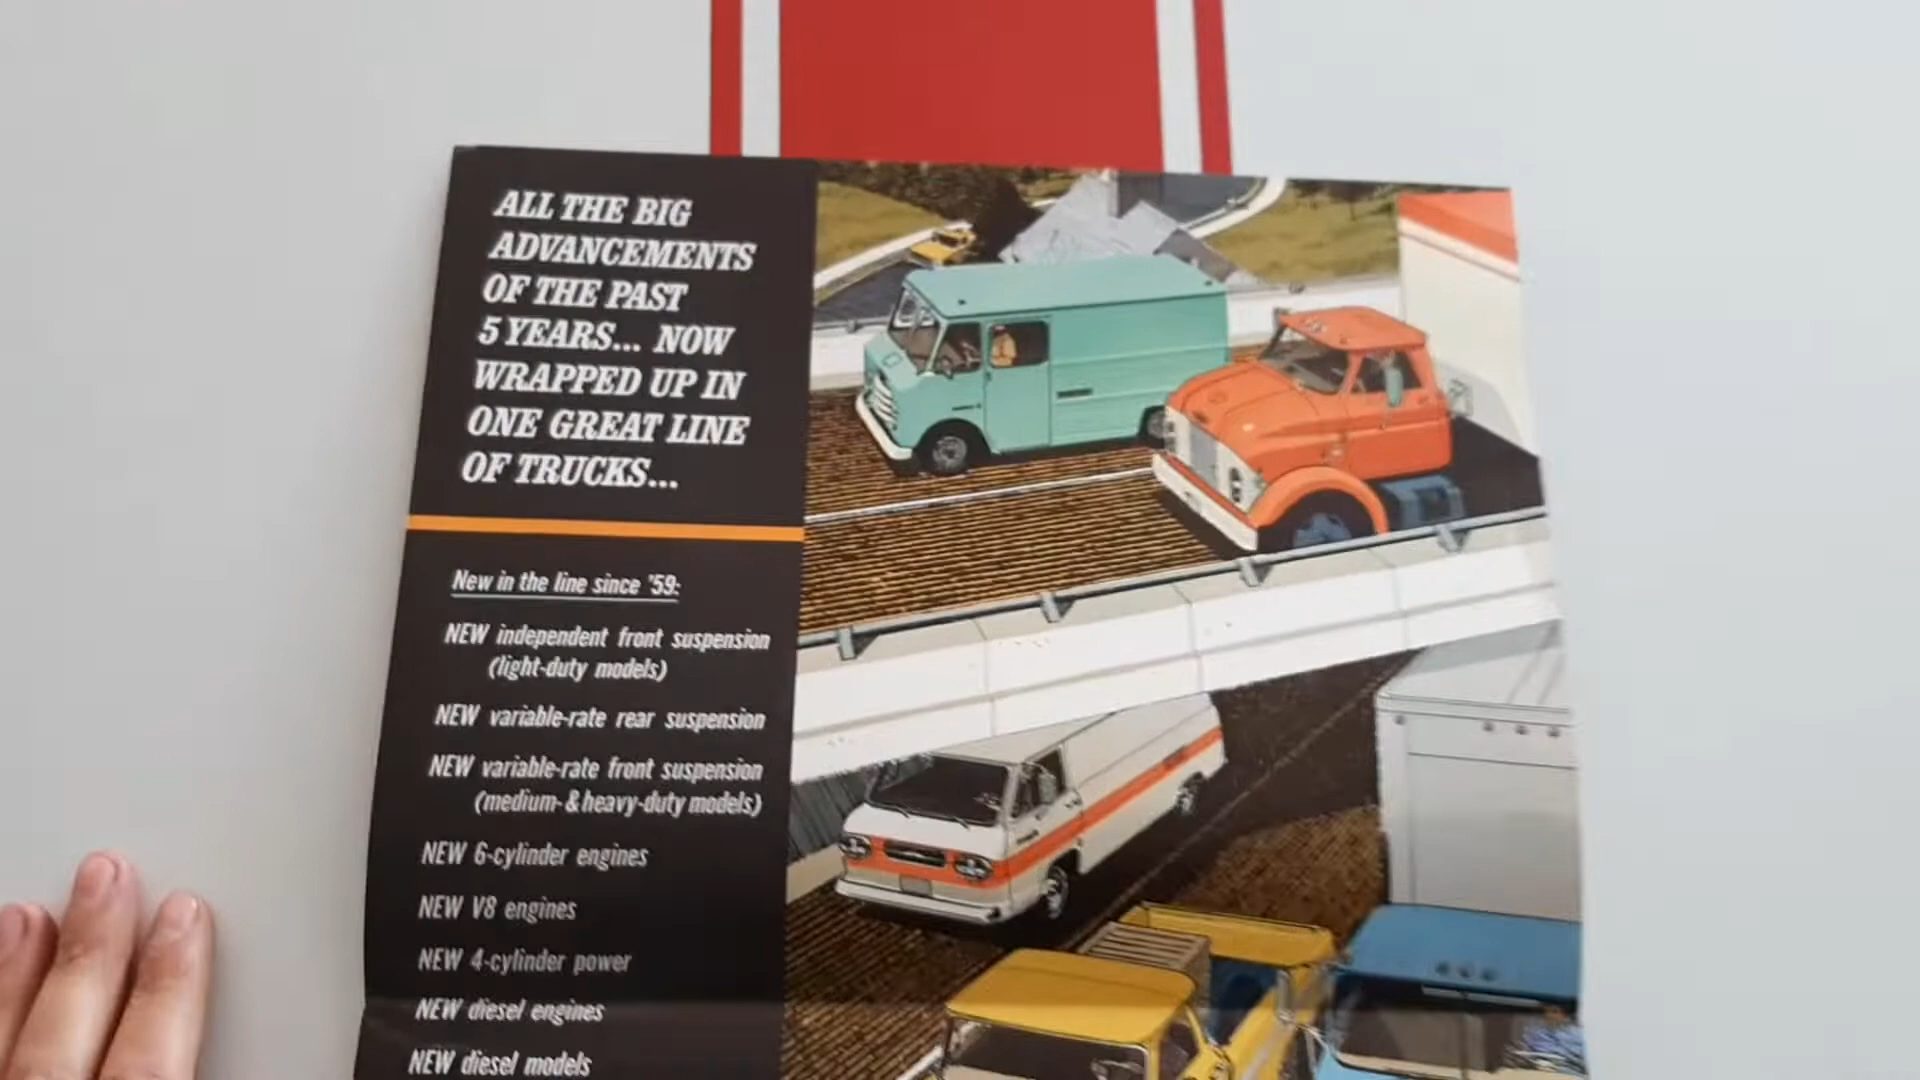 ALL THE BIG
ADVANCEMENTS
OF THE PAST
5 YEARS... NOW
WRAPPED UP IN
ONE GREAT LINE
OF TRUCKS...
New in the line since '59:
NEW independent front suspension
(light-duty models)
NEW variable-rate rear suspension
NEW variable-rate front suspension
(medium- & heavy-duty models)
NEW 6-cylinder engines
NEW V8 engines
NEW 4-cylinder power
NEW diesel engines
NEW diesel models